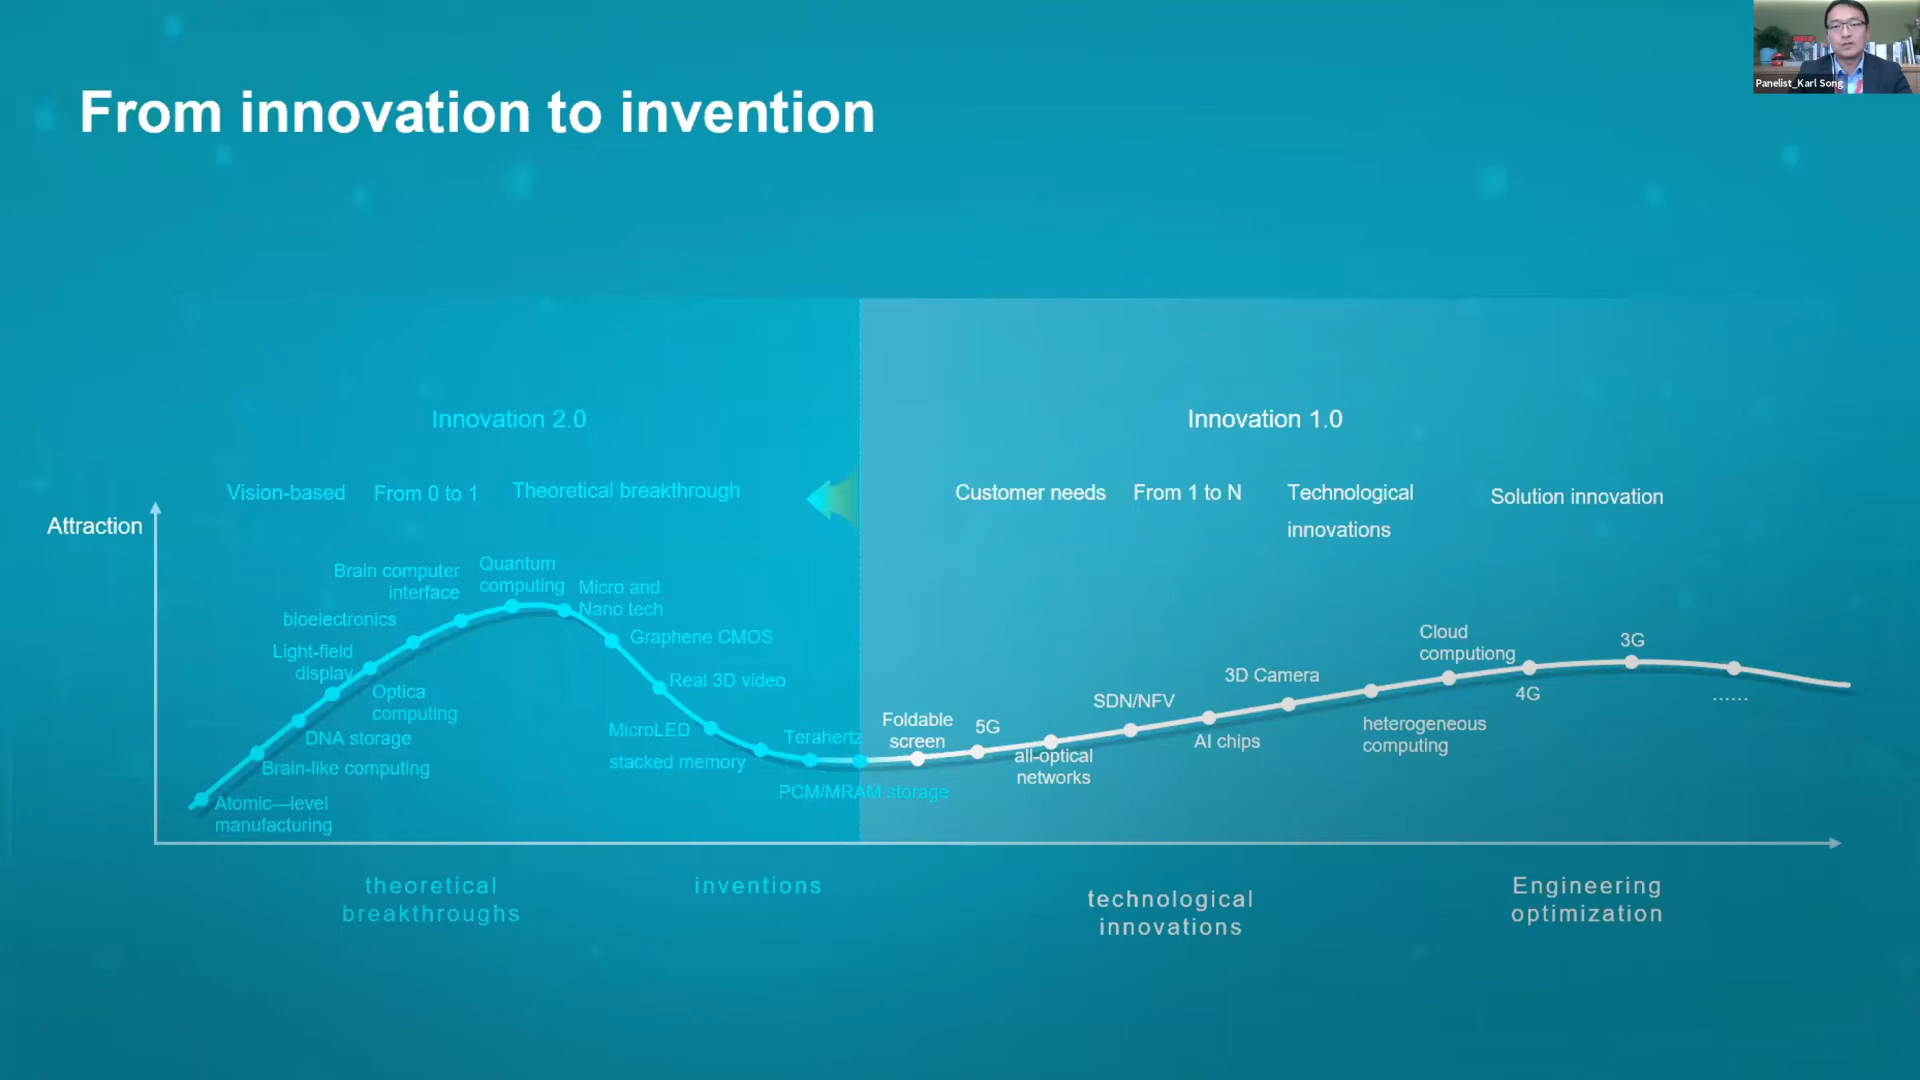 Panelist_Karl Song
From innovation to invention
Innovation 2.0
Innovation 1.0
Vision-based
From 0 to 1
Theoretical breakthrough
Customer needs
From 1 to N
Technological
innovations
Solution innovation
Attraction
Brain computer
interface
Quantum
computing
Micro and
Nano tech
bioelectronics
Graphene CMOS
Light-field
display
Real 3D video
Optica
computing
DNA storage
MicroLED
Terahertz
Brain-like computing
stacked memory
PCM/MRAM storage
Atomic—level
manufacturing
Foldable
screen
5G
all-optical
networks
SDN/NFV
AI chips
3D Camera
heterogeneous
computing
Cloud
computiong
4G
3G
......
theoretical
breakthroughs
inventions
technological
innovations
Engineering
optimization